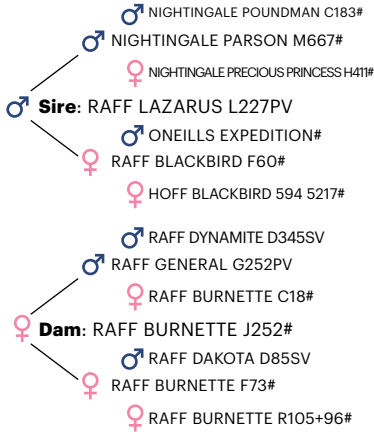 NIGHTINGALE POUNDMAN C183#
NIGHTINGALE PARSON M667#
NIGHTINGALE PRECIOUS PRINCESS H411#
Sire: RAFF LAZARUS L227PV
ONEILLS EXPEDITION#
RAFF BLACKBIRD F60#
HOFF BLACKBIRD 594 5217#
RAFF DYNAMITE D345SV
RAFF GENERAL G252PV
RAFF BURNETTE C18#
Dam: RAFF BURNETTE J252#
RAFF DAKOTA D85SV
RAFF BURNETTE F73#
RAFF BURNETTE R105+96#